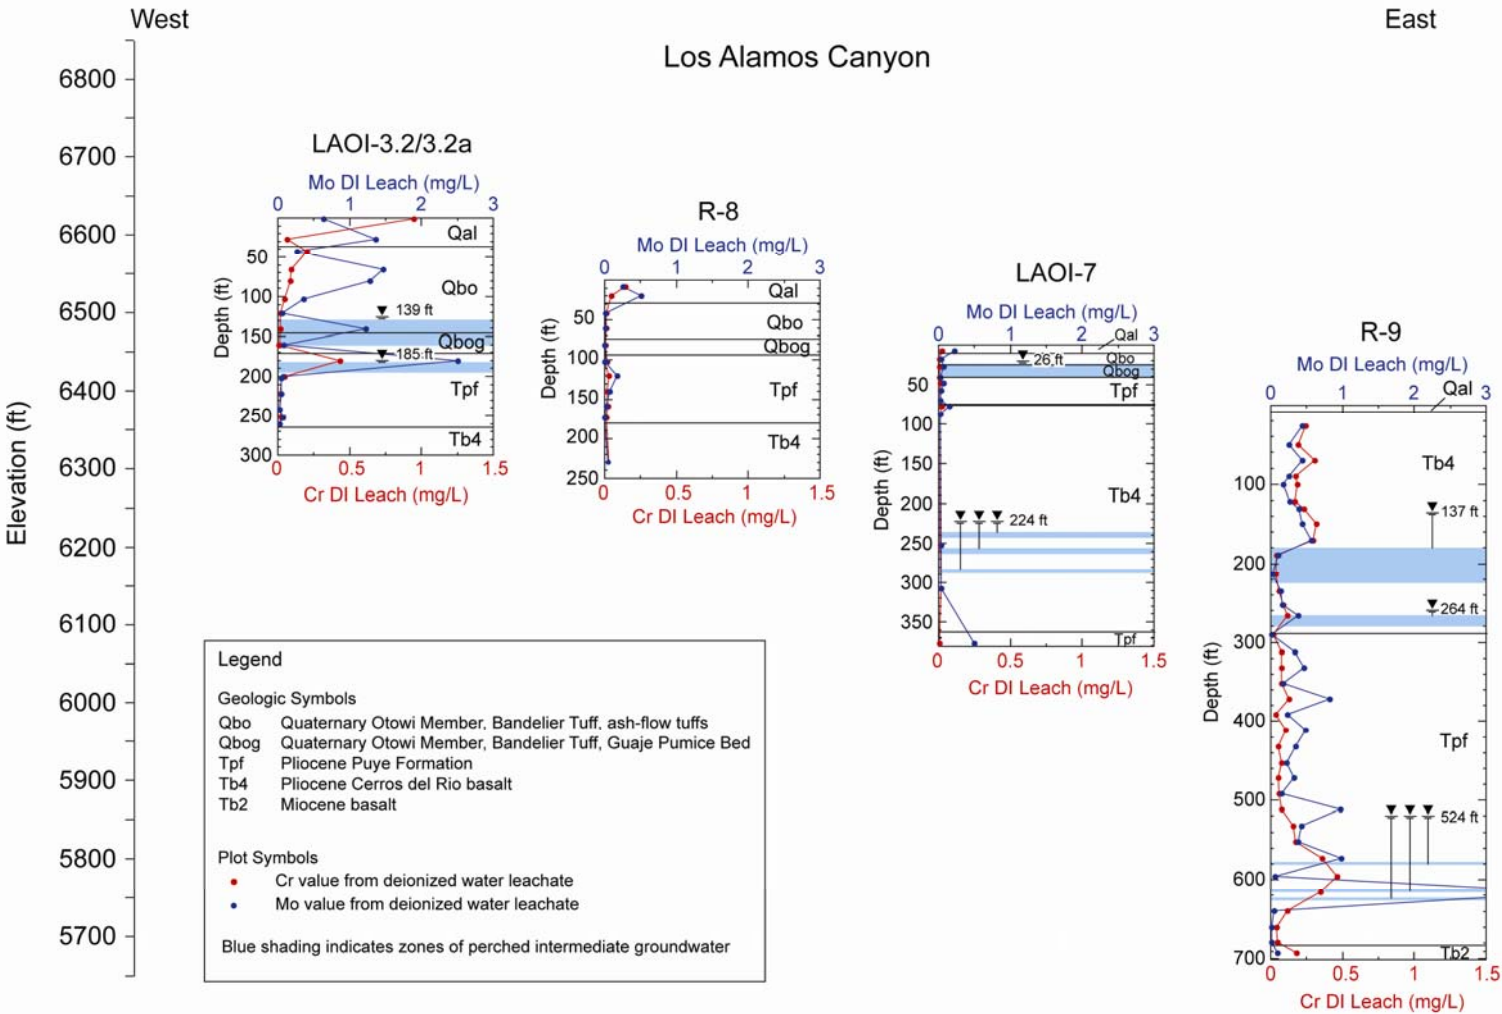 West
East
Los Alamos Canyon
Elevation (ft)
6800
6700
6600
6500
6400
6300
6200
6100
6000
5900
5800
5700
LAOI-3.2/3.2a
Mo DI Leach (mg/L)
0 1 2 3
Depth (ft)
50
100
150
200
250
300
Qal
Qbo
139 ft
Qbog
185 ft
Tpf
Tb4
0 0.5 1 1.5
Cr DI Leach (mg/L)
R-8
Mo DI Leach (mg/L)
0 1 2 3
Depth (ft)
50
100
150
200
250
Qal
Qbo
Qbog
Tpf
Tb4
0 0.5 1 1.5
Cr DI Leach (mg/L)
LAOI-7
Mo DI Leach (mg/L)
0 1 2 3
Depth (ft)
50
100
150
200
250
300
350
Qal
26 ft
Qbo
Qbog
Tpf
Tb4
224 ft
Tpf
0 0.5 1 1.5
Cr DI Leach (mg/L)
R-9
Mo DI Leach (mg/L)
0 1 2 3
Depth (ft)
100
200
300
400
500
600
700
Qal
Tb4
137 ft
264 ft
Tpf
524 ft
Tb2
0 0.5 1 1.5
Cr DI Leach (mg/L)
Legend
Geologic Symbols
Qbo Quaternary Otowi Member, Bandelier Tuff, ash-flow tuffs
Qbog Quaternary Otowi Member, Bandelier Tuff, Guaje Pumice Bed
Tpf Pliocene Puye Formation
Tb4 Pliocene Cerros del Rio basalt
Tb2 Miocene basalt
Plot Symbols
Cr value from deionized water leachate
Mo value from deionized water leachate
Blue shading indicates zones of perched intermediate groundwater